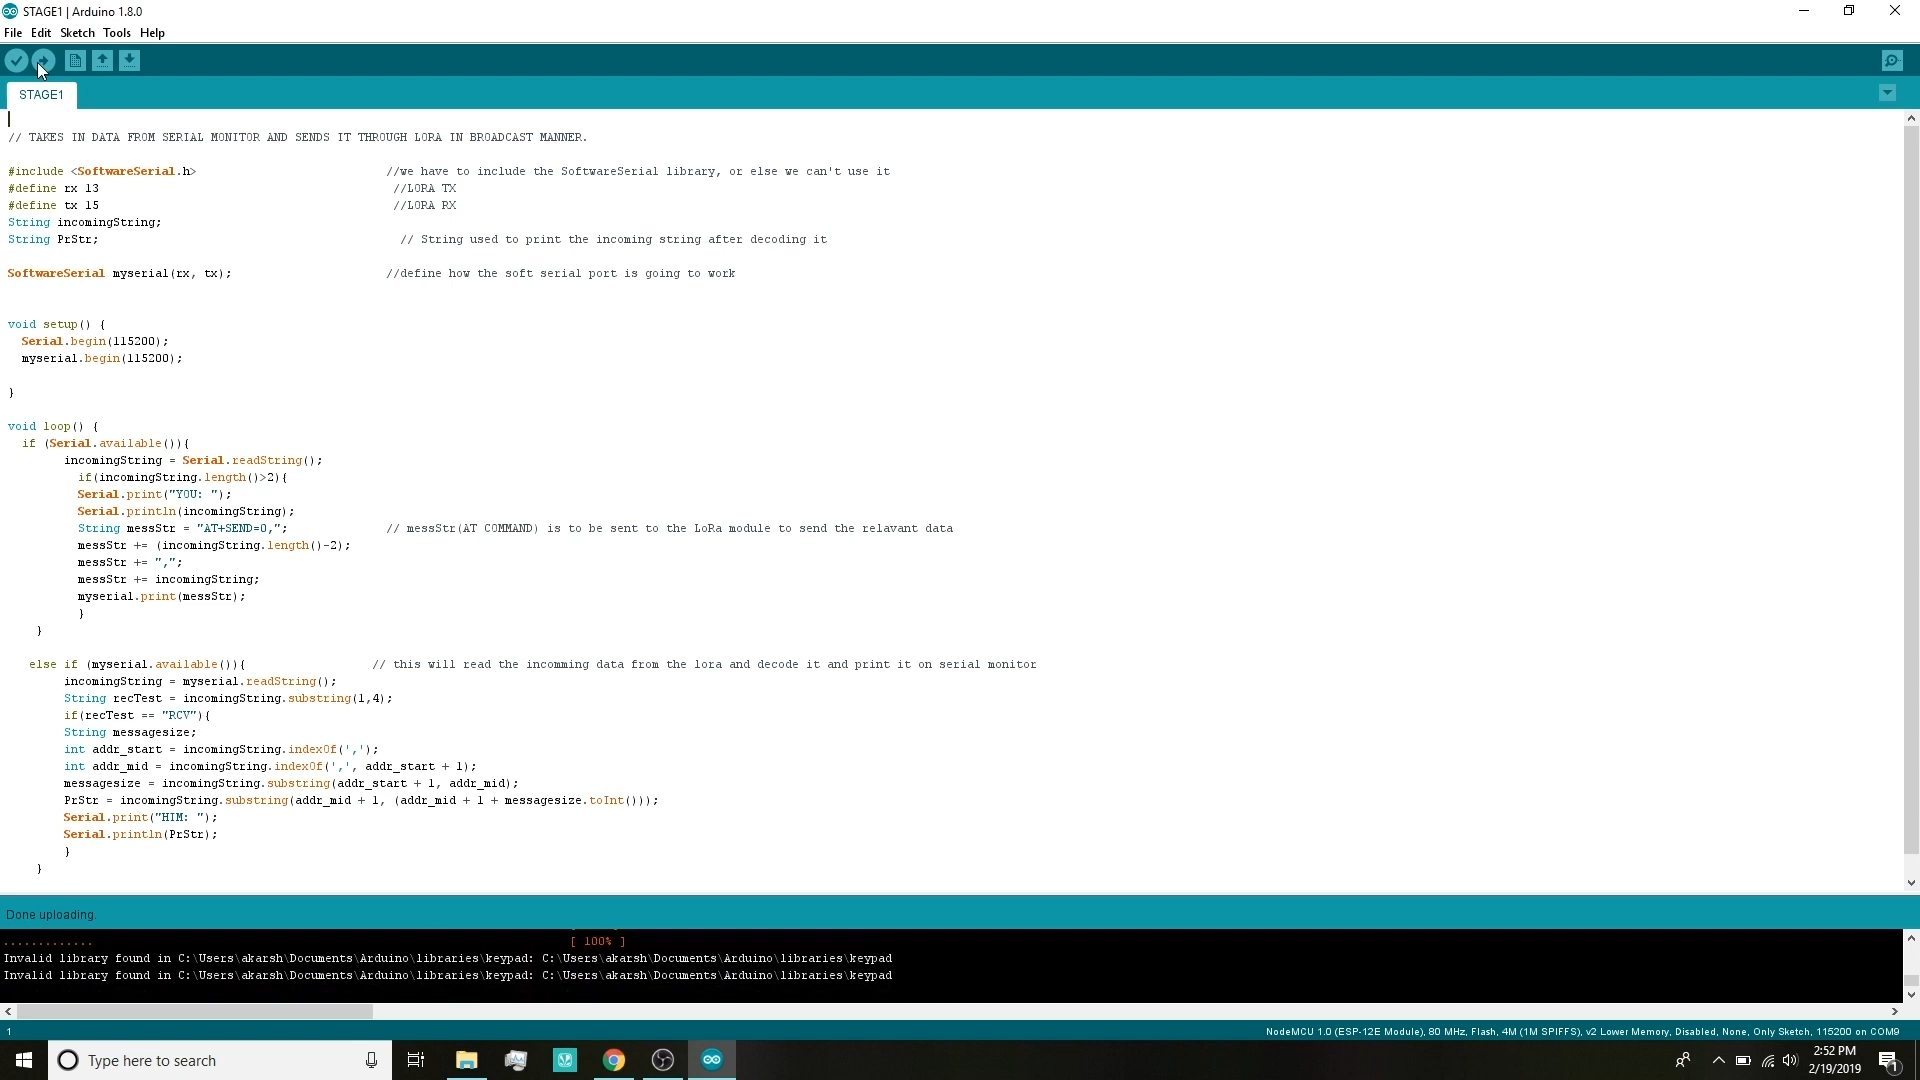 STAGE1 | Arduino 1.8.0
File Edit Sketch Tools Help
STAGE1
// TAKES IN DATA FROM SERIAL MONITOR AND SENDS IT THROUGH LORA IN BROADCAST MANNER.
#include <SoftwareSerial.h> //we have to include the SoftwareSerial library, or else we can't use it
#define rx 13 //LORA TX
#define tx 15 //LORA RX
String incomingString;
String PrStr; // String used to print the incoming string after decoding it
SoftwareSerial myserial(rx, tx); //define how the soft serial port is going to work
void setup() {
Serial.begin(115200);
myserial.begin(115200);
}
void loop() {
if (Serial.available()){
incomingString = Serial.readString();
if(incomingString.length()>2){
Serial.print("YOU: ");
Serial.println(incomingString);
String messStr = "AT+SEND=0,"; // messStr(AT COMMAND) is to be sent to the LoRa module to send the relavant data
messStr += (incomingString.length()-2);
messStr += ",";
messStr += incomingString;
myserial.print(messStr);
}
}
else if (myserial.available()){ // this will read the incomming data from the lora and decode it and print it on serial monitor
incomingString = myserial.readString();
String recTest = incomingString.substring(1,4);
if(recTest == "RCV"){
String messagesize;
int addr_start = incomingString.indexOf(',');
int addr_mid = incomingString.indexOf(',', addr_start + 1);
messagesize = incomingString.substring(addr_start + 1, addr_mid);
PrStr = incomingString.substring(addr_mid + 1, (addr_mid + 1 + messagesize.toInt()));
Serial.print("HIM: ");
Serial.println(PrStr);
}
}
Done uploading.
............. [ 100% ]
Invalid library found in C:\Users\akarsh\Documents\Arduino\libraries\keypad: C:\Users\akarsh\Documents\Arduino\libraries\keypad
Invalid library found in C:\Users\akarsh\Documents\Arduino\libraries\keypad: C:\Users\akarsh\Documents\Arduino\libraries\keypad
1 NodeMCU 1.0 (ESP-12E Module), 80 MHz, Flash, 4M (1M SPIFFS), v2 Lower Memory, Disabled, None, Only Sketch, 115200 on COM9
Type here to search
2:52 PM
2/19/2019
1